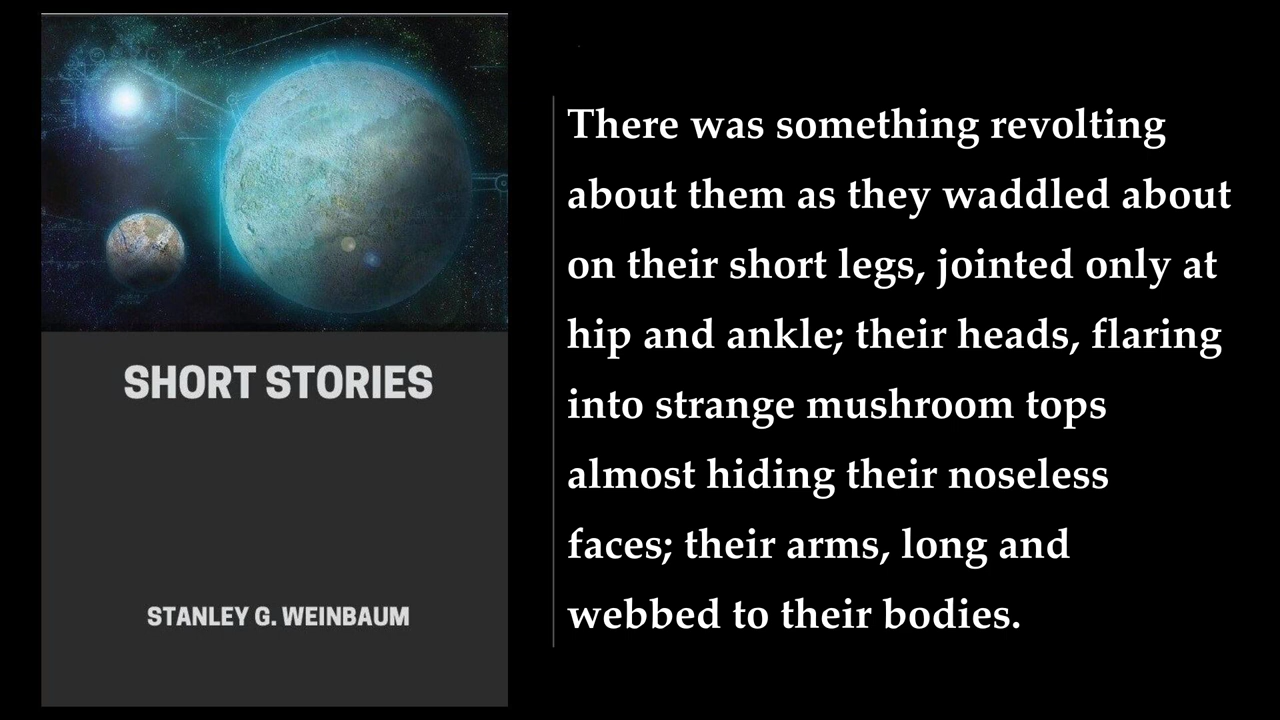 SHORT STORIES
STANLEY G. WEINBAUM
There was something revolting
about them as they waddled about
on their short legs, jointed only at
hip and ankle; their heads, flaring
into strange mushroom tops
almost hiding their noseless
faces; their arms, long and
webbed to their bodies.